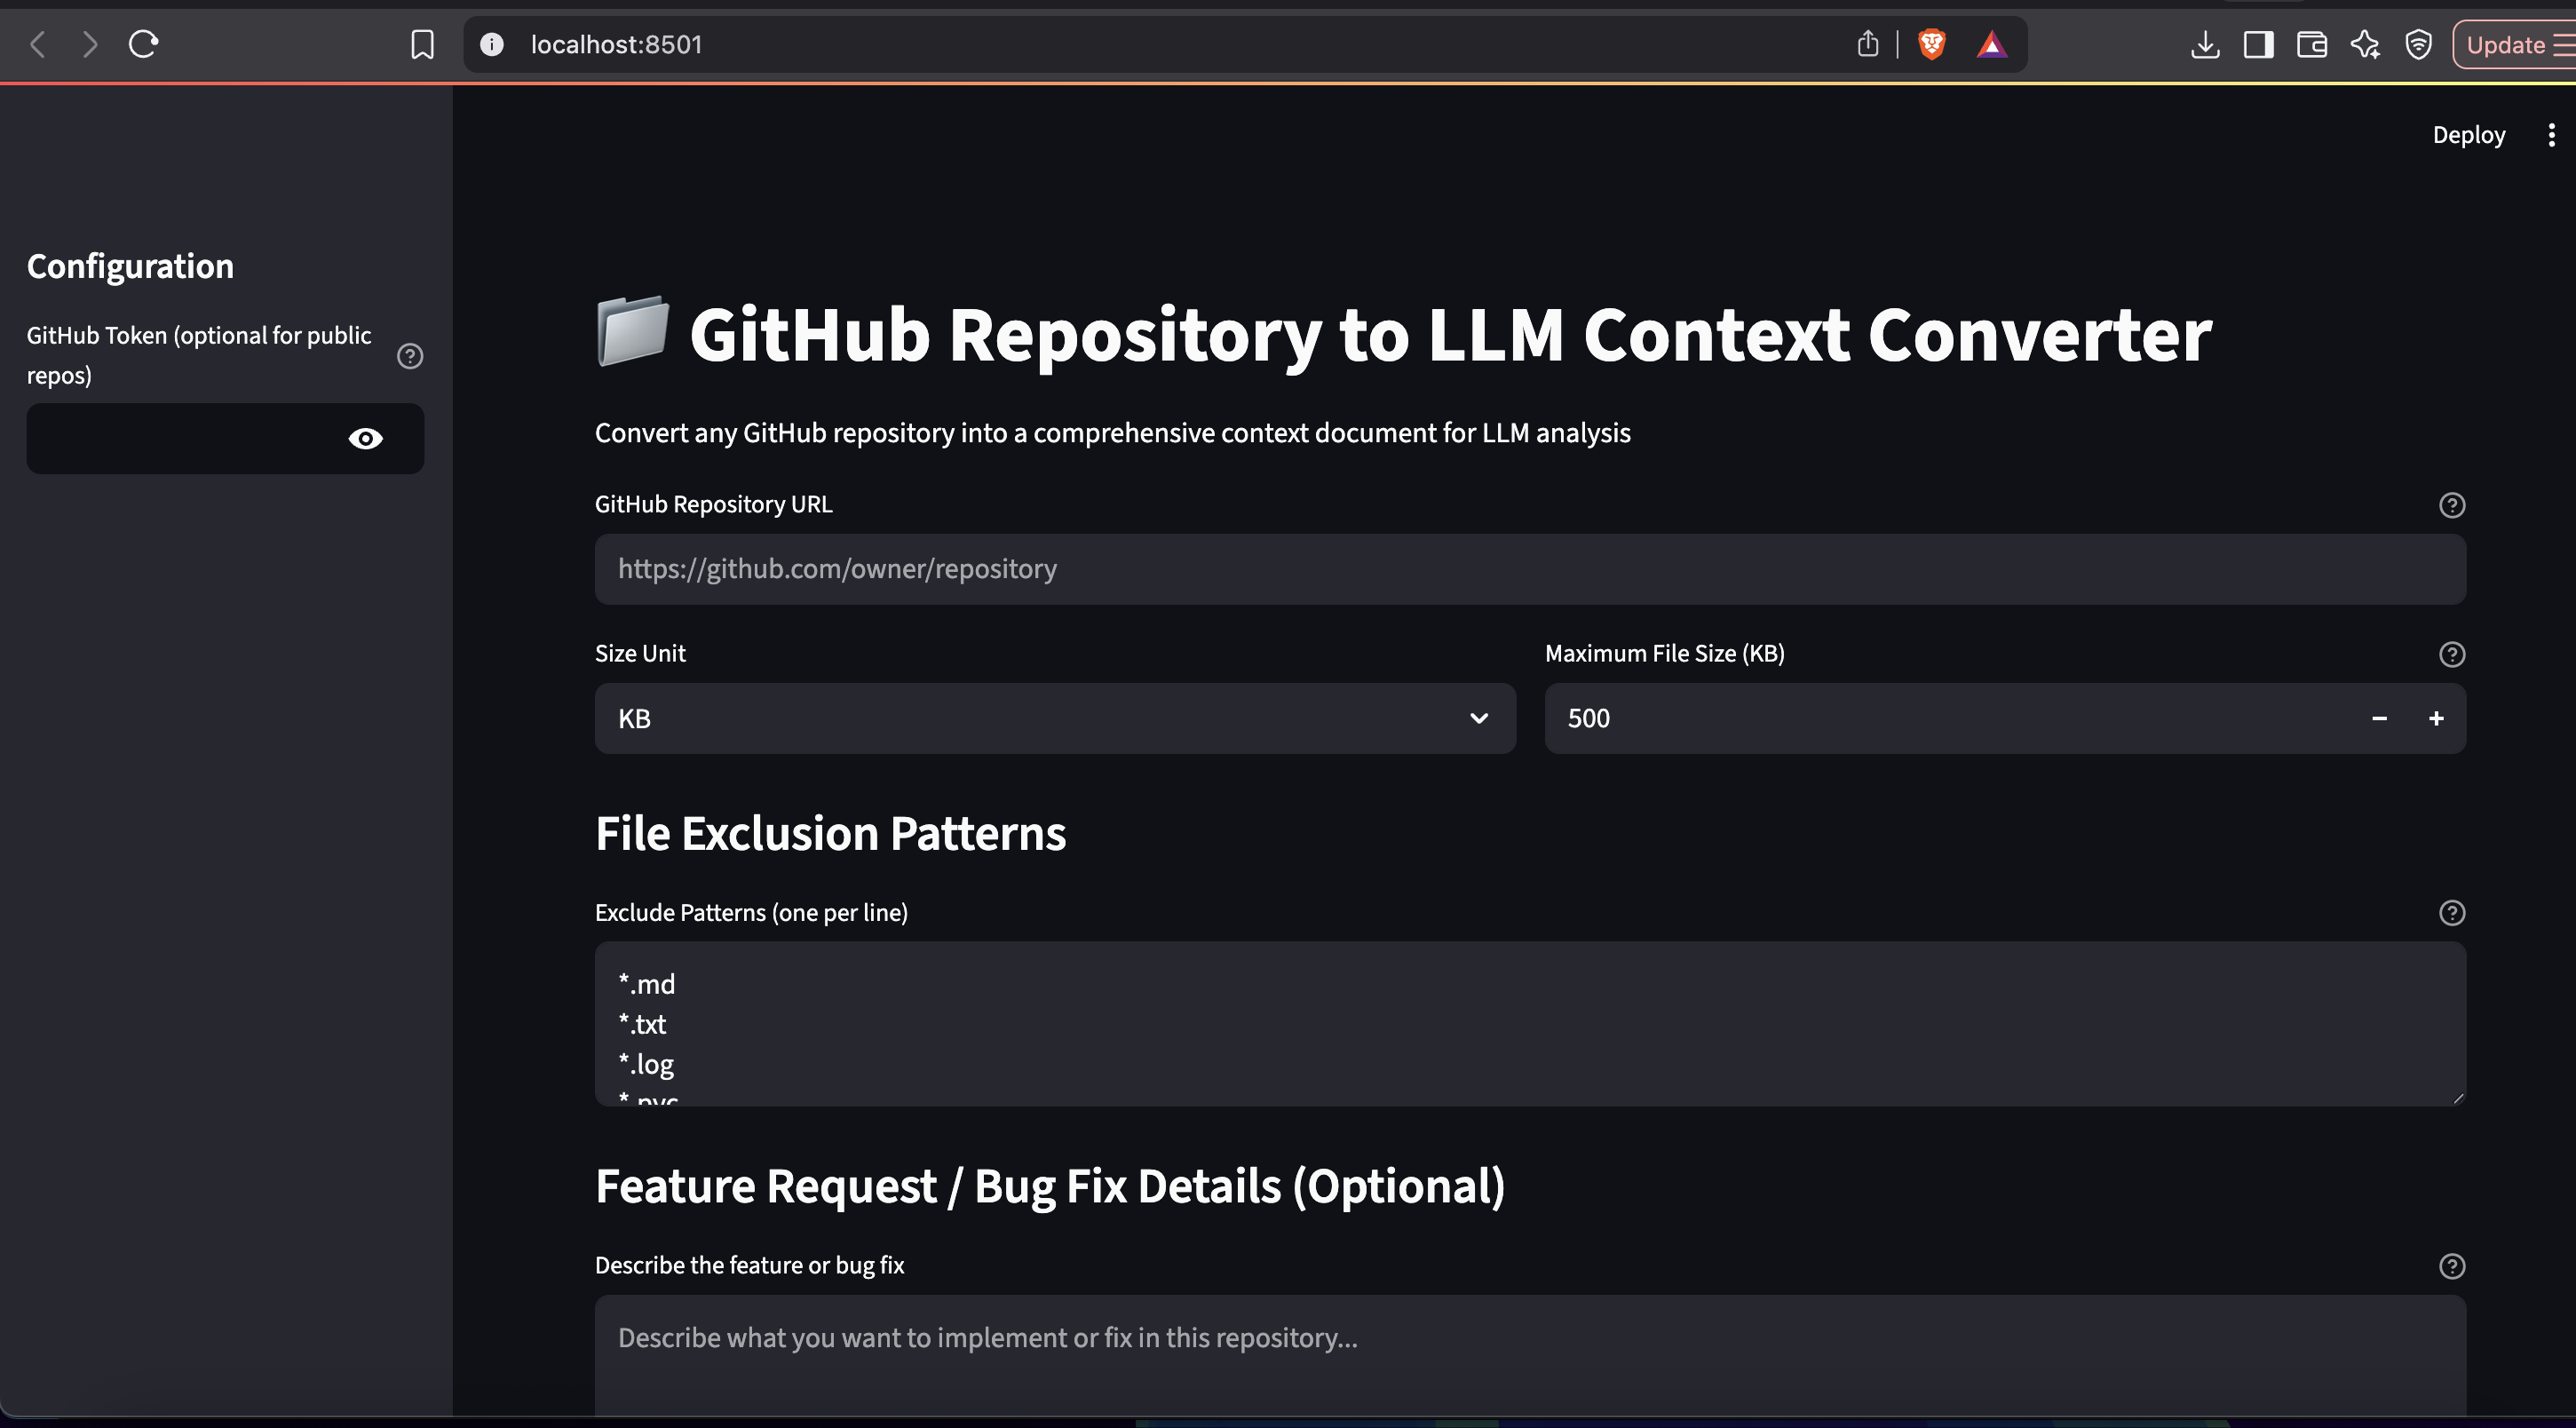 localhost:8501
Update
Deploy
Configuration
GitHub Token (optional for public
repos)
GitHub Repository to LLM Context Converter
Convert any GitHub repository into a comprehensive context document for LLM analysis
GitHub Repository URL
https://github.com/owner/repository
Size Unit
Maximum File Size (KB)
KB
500
File Exclusion Patterns
Exclude Patterns (one per line)
*.md
*.txt
*.log
*.pyc
Feature Request / Bug Fix Details (Optional)
Describe the feature or bug fix
Describe what you want to implement or fix in this repository...